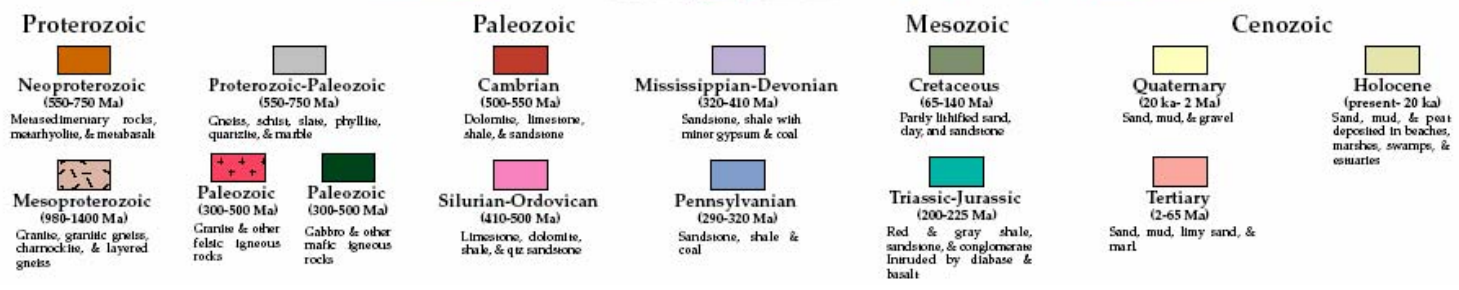 Proterozoic
Paleozoic
Mesozoic
Cenozoic
Neoproterozoic
(550-750 Ma)
Metasedimentary rocks,
metarhyolite, & metabasalt
Proterozoic-Paleozoic
(550-750 Ma)
Gneiss, schist, slate, phyllite,
quartzite, & marble
Cambrian
(500-550 Ma)
Dolomite, limestone,
shale, & sandstone
Mississippian-Devonian
(320-410 Ma)
Sandstone, shale with
minor gypsum & coal
Cretaceous
(65-140 Ma)
Partly lithified sand,
clay, and sandstone
Quaternary
(20 ka- 2 Ma)
Sand, mud, & gravel
Holocene
(present- 20 ka)
Sand, mud, & peat
deposited in beaches,
marshes, swamps, &
estuaries
Mesoproterozoic
(980-1400 Ma)
Granite, granitic gneiss,
charnockite, & layered
gneiss
Paleozoic
(300-500 Ma)
Granite & other
felsic igneous
rocks
Paleozoic
(300-500 Ma)
Gabbro & other
mafic igneous
rocks
Silurian-Ordovican
(410-500 Ma)
Limestone, dolomite,
shale, & qtz sandstone
Pennsylvanian
(290-320 Ma)
Sandstone, shale &
coal
Triassic-Jurassic
(200-225 Ma)
Red & gray shale,
sandstone, & conglomerate
Intruded by diabase &
basalt
Tertiary
(2-65 Ma)
Sand, mud, limy sand, &
marl